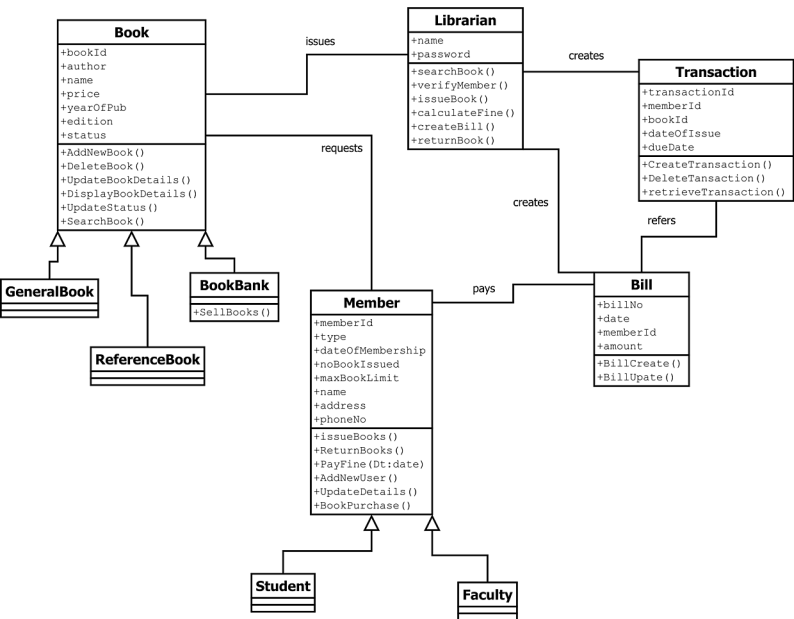 Book
+bookId
+author
+name
+price
+yearOfPub
+edition
+status
+AddNewBook()
+DeleteBook()
+UpdateBookDetails()
+DisplayBookDetails()
+UpdateStatus()
+SearchBook()
issues
Librarian
+name
+password
+searchBook()
+verifyMember()
+issueBook()
+calculateFine()
+createBill()
+returnBook()
creates
Transaction
+transactionId
+memberId
+bookId
+dateOfIssue
+dueDate
+CreateTransaction()
+DeleteTansaction()
+retrieveTransaction()
requests
creates
refers
GeneralBook
ReferenceBook
BookBank
+SellBooks()
Member
+memberId
+type
+dateOfMembership
+noBookIssued
+maxBookLimit
+name
+address
+phoneNo
+issueBooks()
+ReturnBooks()
+PayFine(Dt:date)
+AddNewUser()
+UpdateDetails()
+BookPurchase()
pays
Bill
+billNo
+date
+memberId
+amount
+BillCreate()
+BillUpate()
Student
Faculty